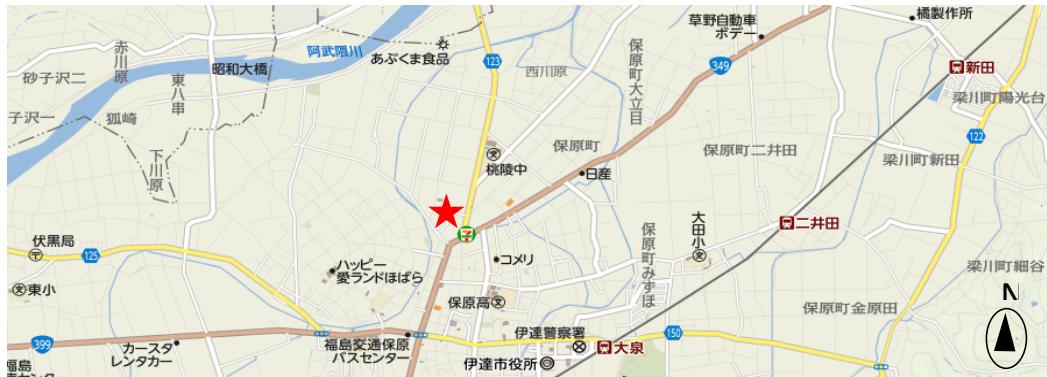 赤川原
砂子沢二
東八串
昭和大橋
阿武隈川
あぶくま食品
123
西川原
保原町大立目
草野自動車
ボデー
349
橘製作所
新田
梁川町陽光台
子沢一
狐崎
下川原
桃陵中
保原町
日産
保原町二井田
122
梁川町新田
伏黒局
125
東小
ハッピー
愛ランドほばら
コメリ
保原町みずほ
大田小
二井田
梁川町細谷
保原高
保原町金原田
N
399
カースタ
レンタカー
福島交通保原
バスセンター
伊達警察署
大泉
150
伊達市役所
福島